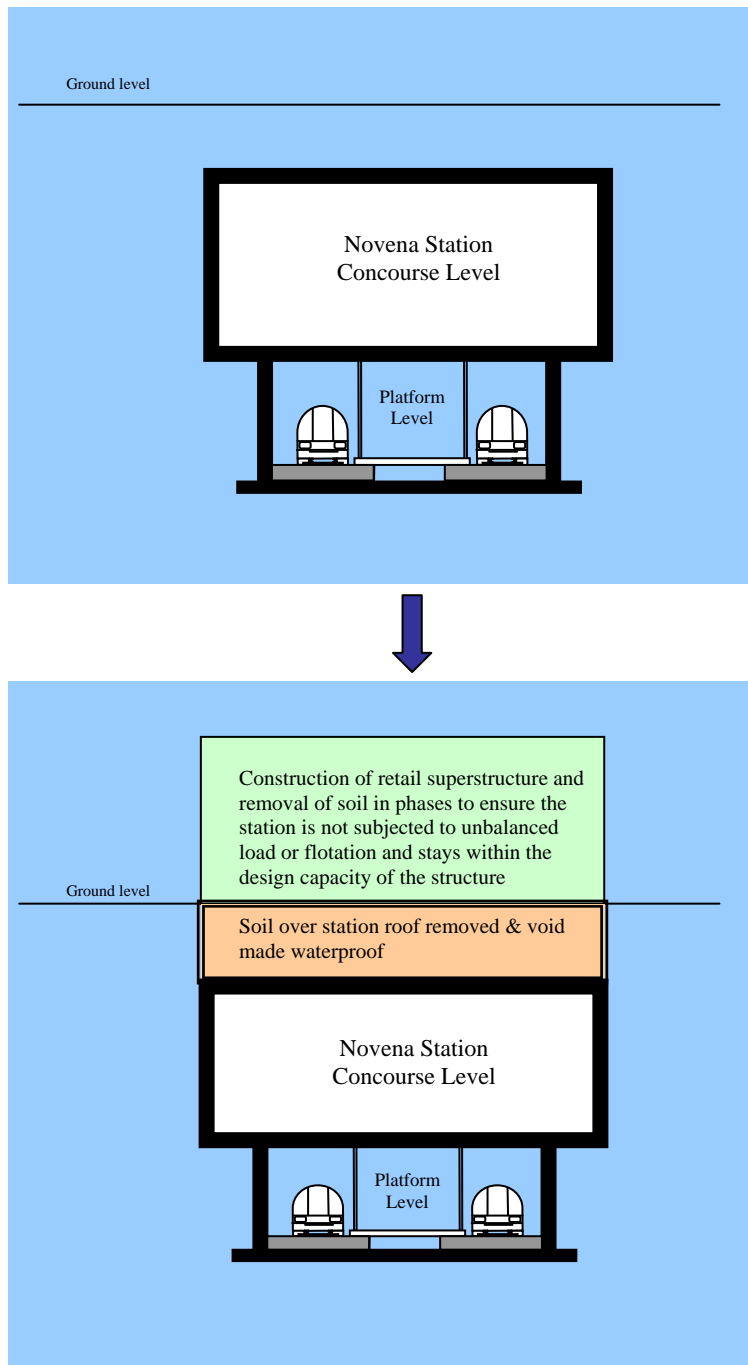 Ground level
Novena Station
Concourse Level
Platform
Level
Construction of retail superstructure and
removal of soil in phases to ensure the
station is not subjected to unbalanced
load or flotation and stays within the
design capacity of the structure
Ground level
Soil over station roof removed & void
made waterproof
Novena Station
Concourse Level
Platform
Level